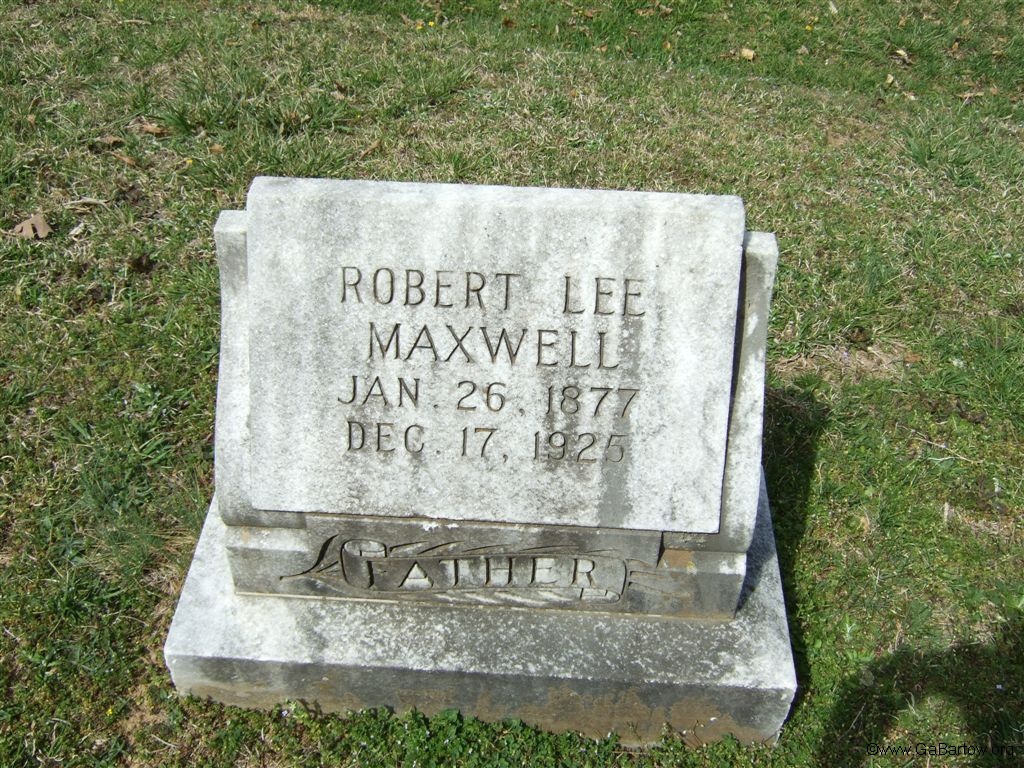 ROBERT LEE
MAXWELL
JAN. 26, 1877
DEC. 17, 1925
FATHER
©www.GaBartow.org